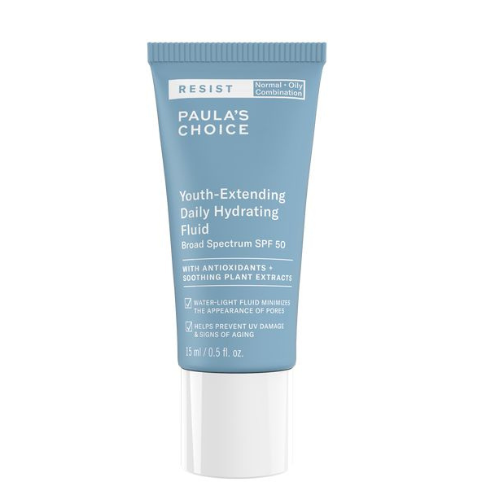 RESIST
Normal • Oily
Combination
PAULA'S
CHOICE
Youth-Extending
Daily Hydrating
Fluid
Broad Spectrum SPF 50
WITH ANTIOXIDANTS +
SOOTHING PLANT EXTRACTS
WATER-LIGHT FLUID MINIMIZES
THE APPEARANCE OF PORES
HELPS PREVENT UV DAMAGE
& SIGNS OF AGING
15 ml / 0.5 fl. oz.